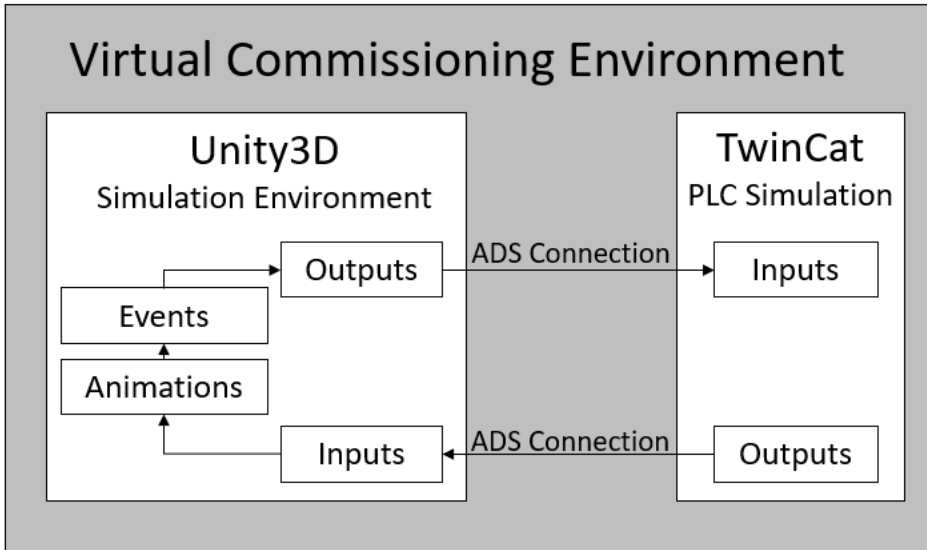 Virtual Commissioning Environment
Unity3D
Simulation Environment
Outputs
Events
Animations
Inputs
ADS Connection
ADS Connection
TwinCat
PLC Simulation
Inputs
Outputs